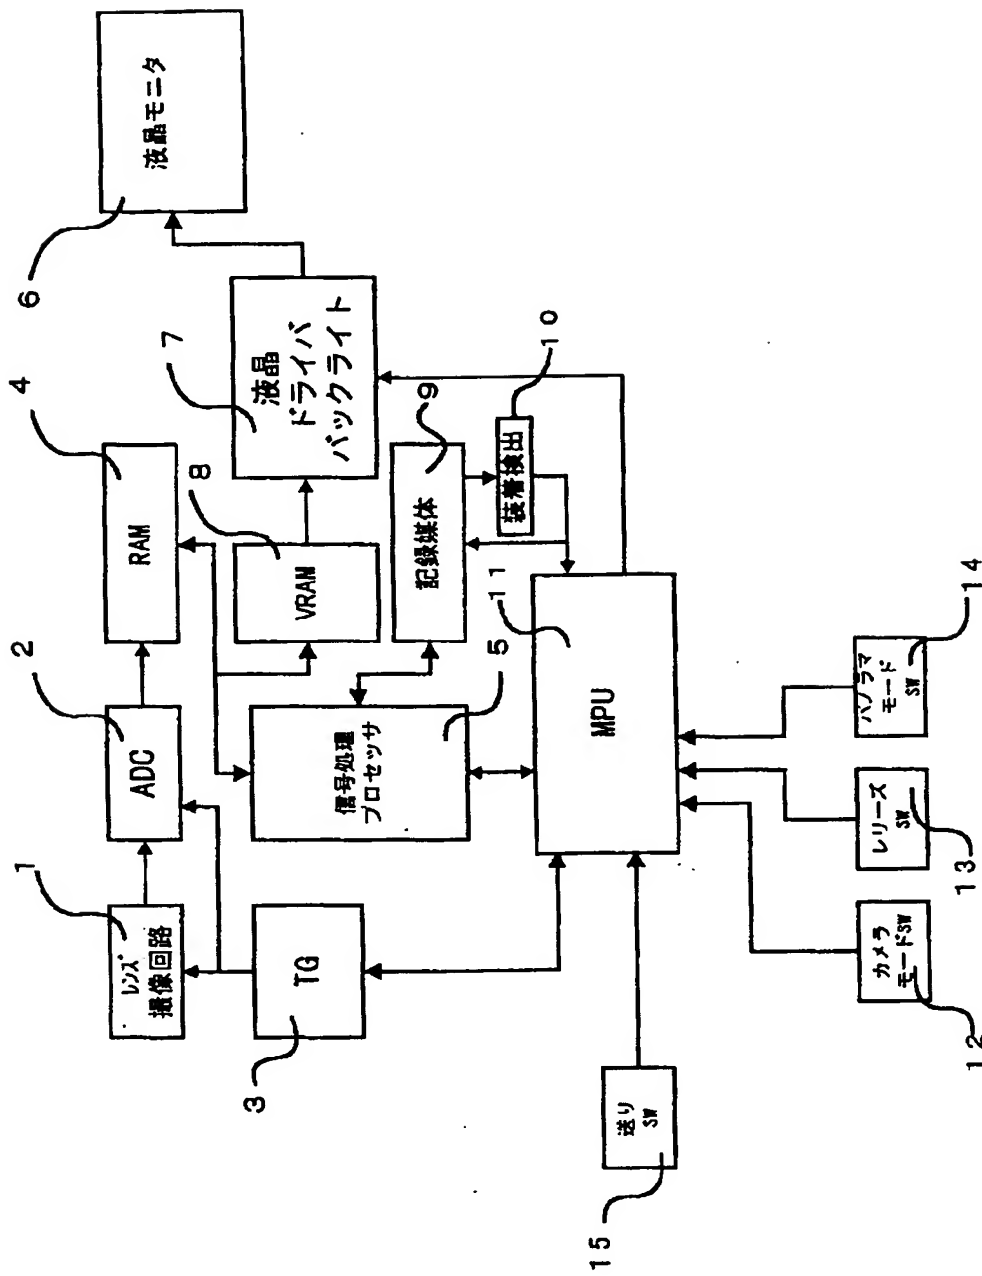 1
レンズ
撮像回路
2
ADC
4
RAM
6
液晶モニタ
3
TG
信号処理
プロセッサ
5
8
VRAM
7
液晶
ドライバ
バックライト
9
記録媒体
10
装着検出
11
MPU
15
送り
SW
カメラ
モードSW
12
レリーズ
SW
13
パノラマ
モード
SW
14